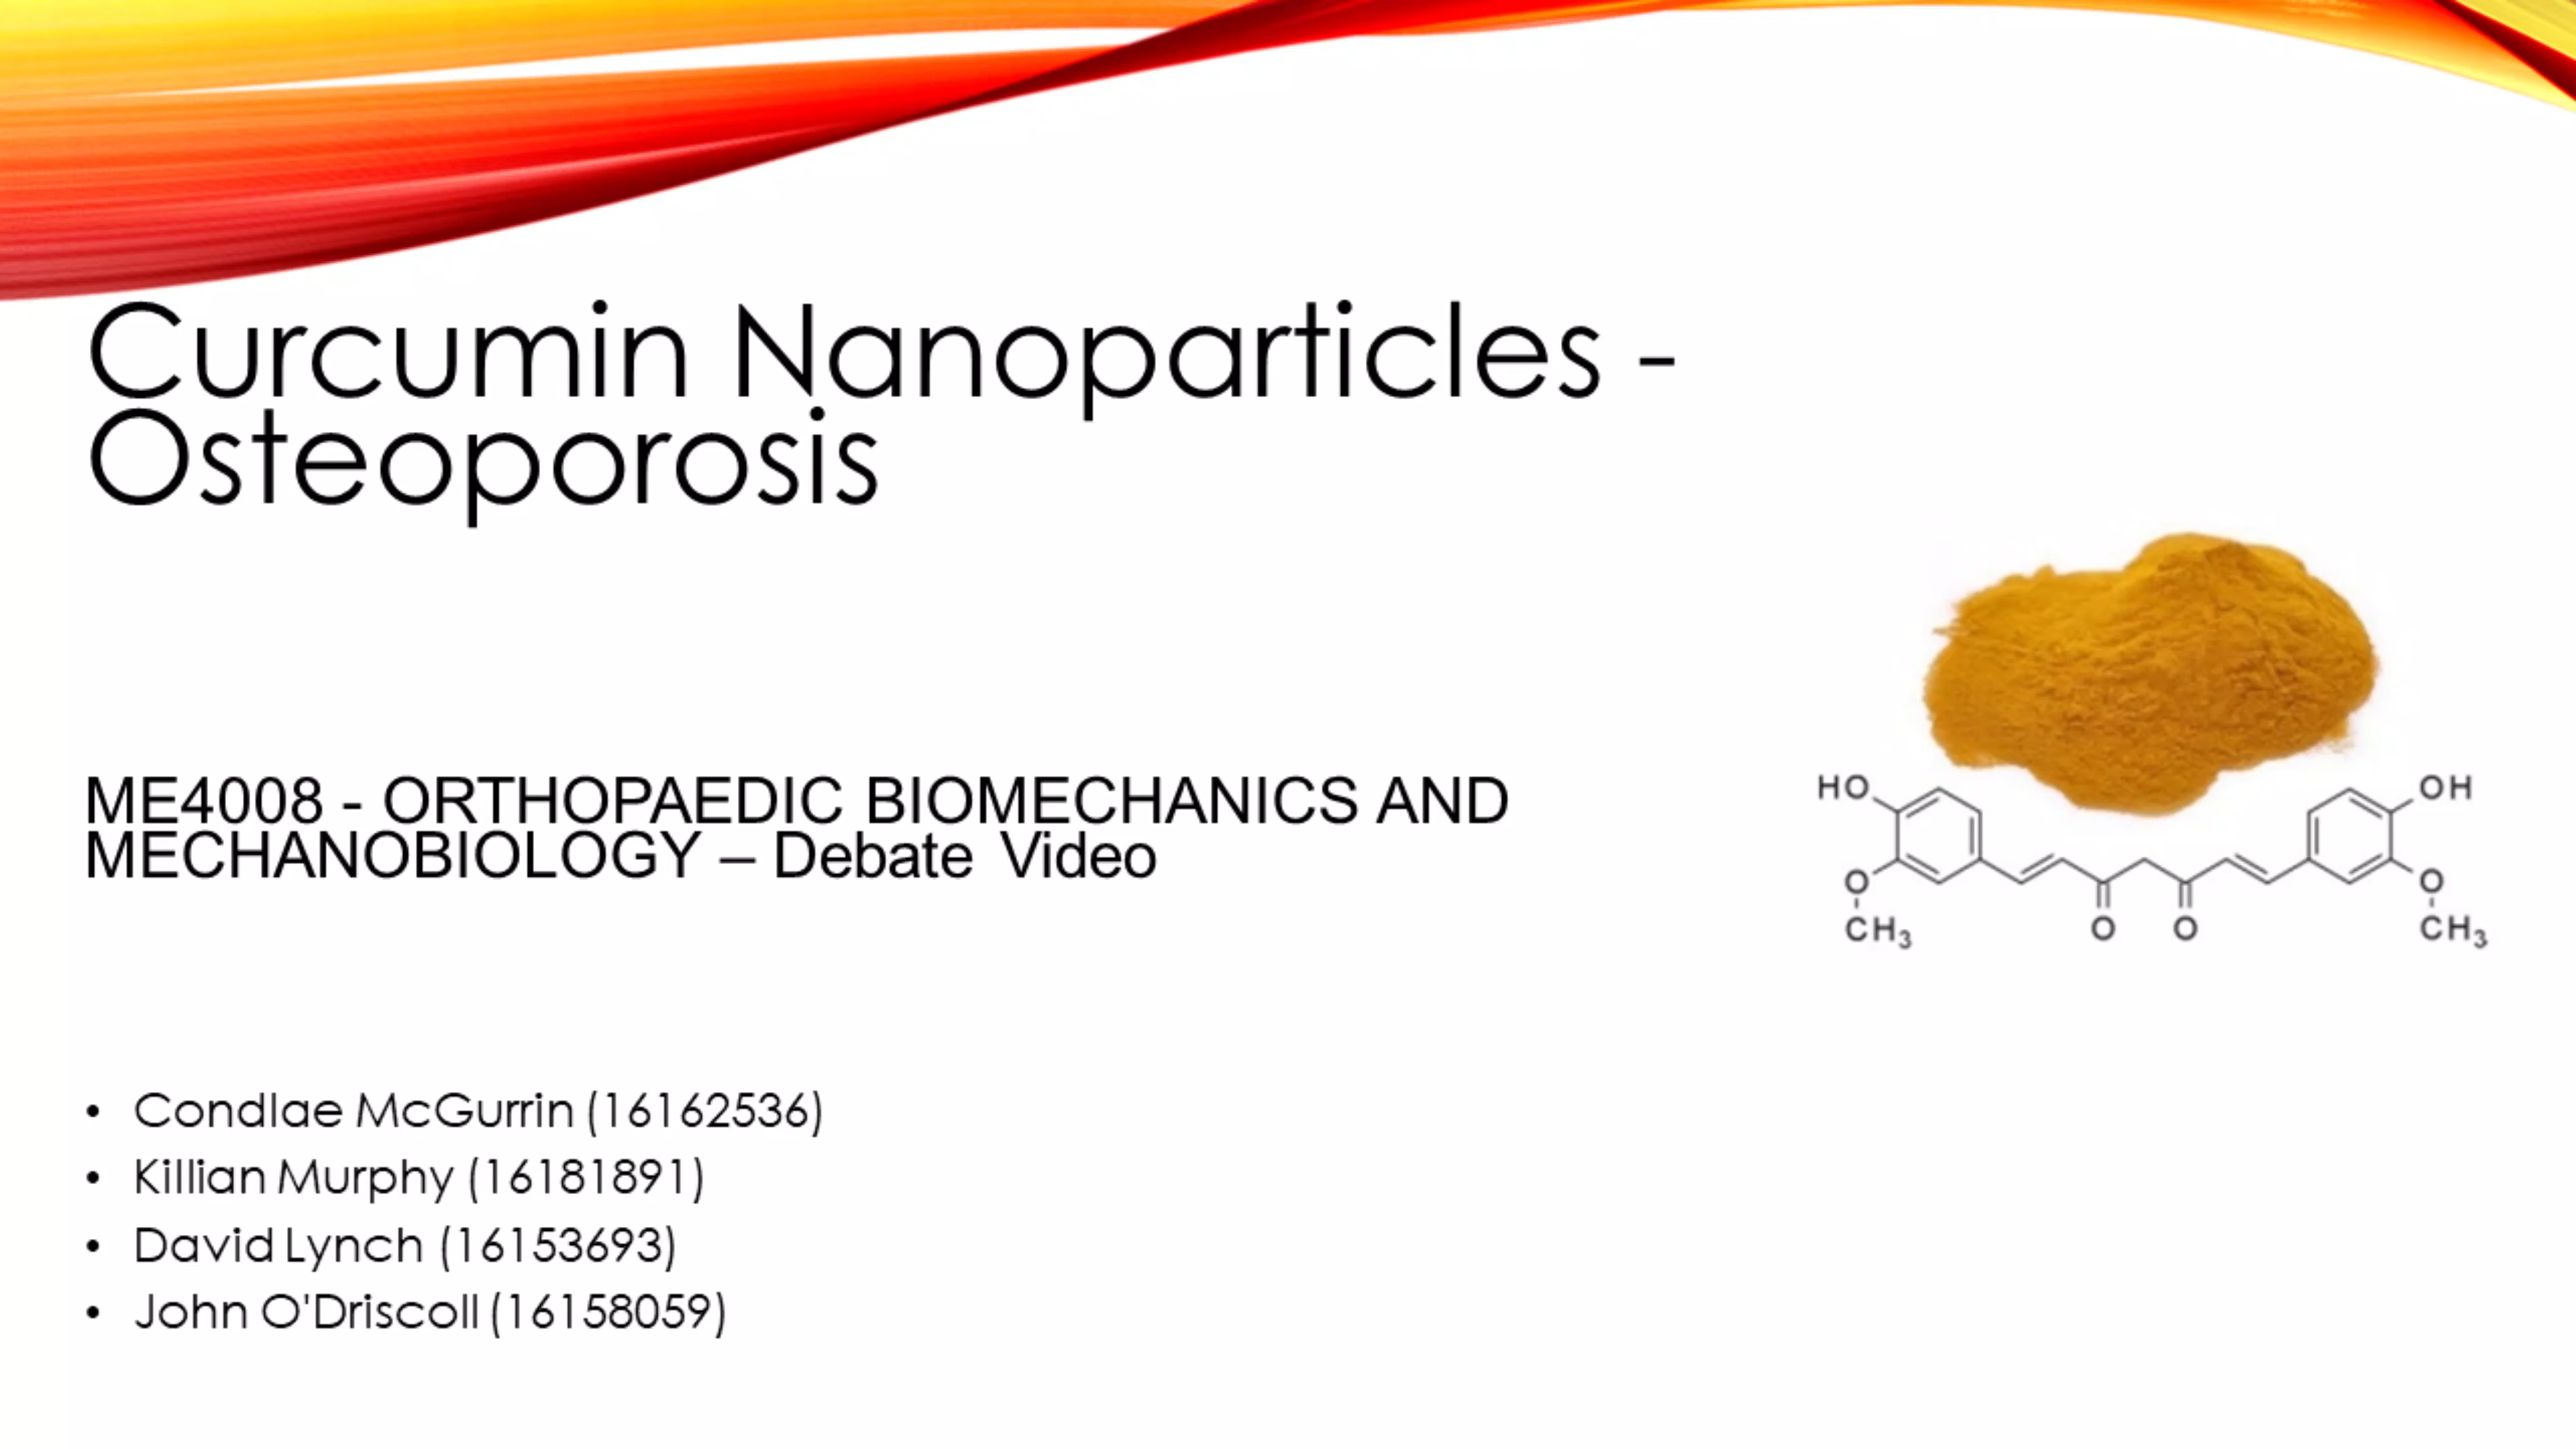 Curcumin Nanoparticles -
Osteoporosis
ME4008 - ORTHOPAEDIC BIOMECHANICS AND
MECHANOBIOLOGY – Debate Video
HO
OH
O
O
CH₃
O
O
CH₃
• Condlae McGurrin (16162536)
• Killian Murphy (16181891)
• David Lynch (16153693)
• John O'Driscoll (16158059)